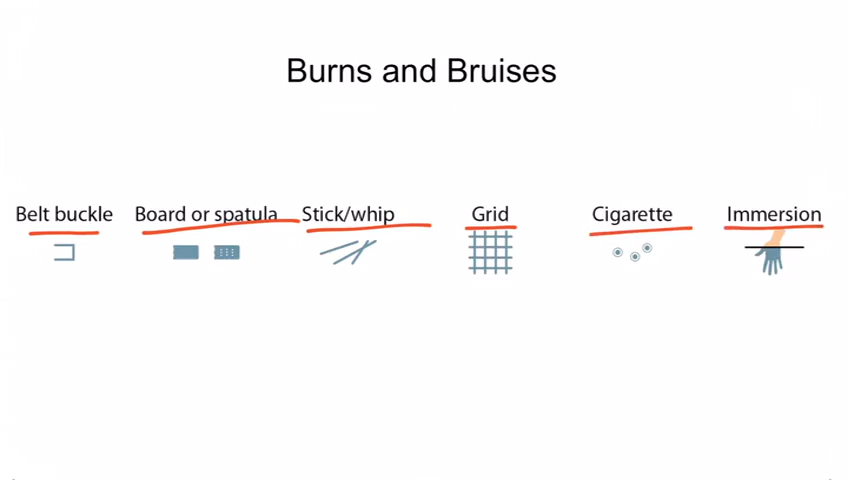 Burns and Bruises
Belt buckle Board or spatula Stick/whip Grid Cigarette Immersion